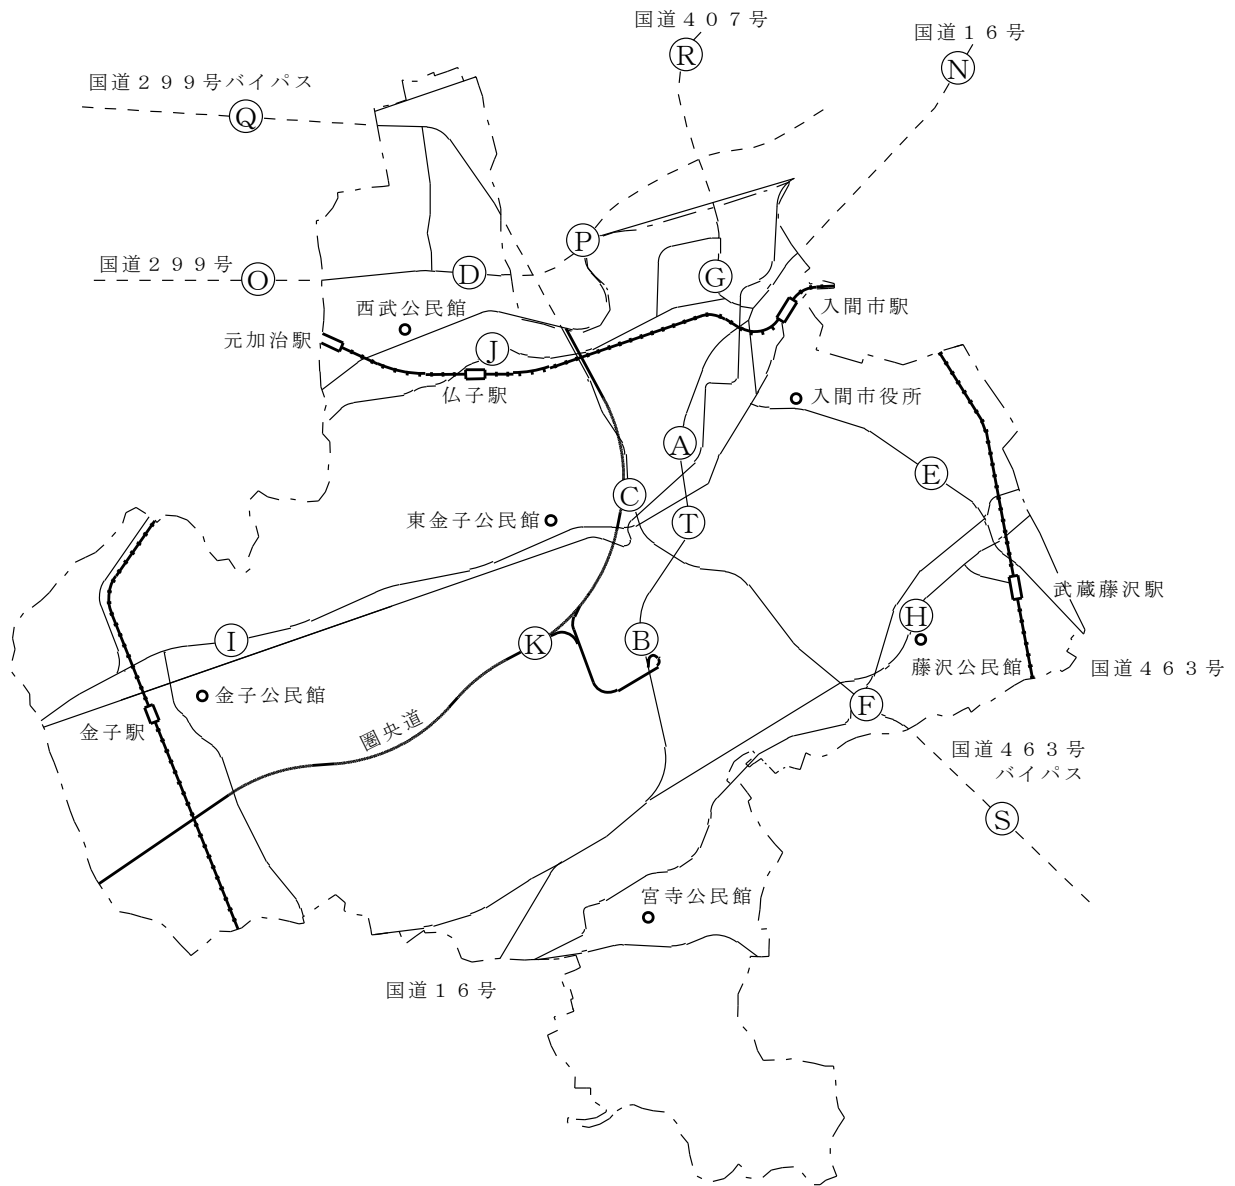 国道４０７号
Ⓡ
国道１６号
Ⓝ
国道２９９号バイパス
Ⓠ
Ⓟ
国道２９９号
Ⓞ
Ⓓ
Ⓖ
西武公民館
入間市駅
元加治駅
Ⓙ
仏子駅
入間市役所
Ⓐ
Ⓔ
Ⓒ
東金子公民館
Ⓣ
武蔵藤沢駅
Ⓗ
Ⓘ
Ⓚ
Ⓑ
藤沢公民館
国道４６３号
金子公民館
Ⓕ
金子駅
圏央道
国道４６３号
バイパス
Ⓢ
宮寺公民館
国道１６号